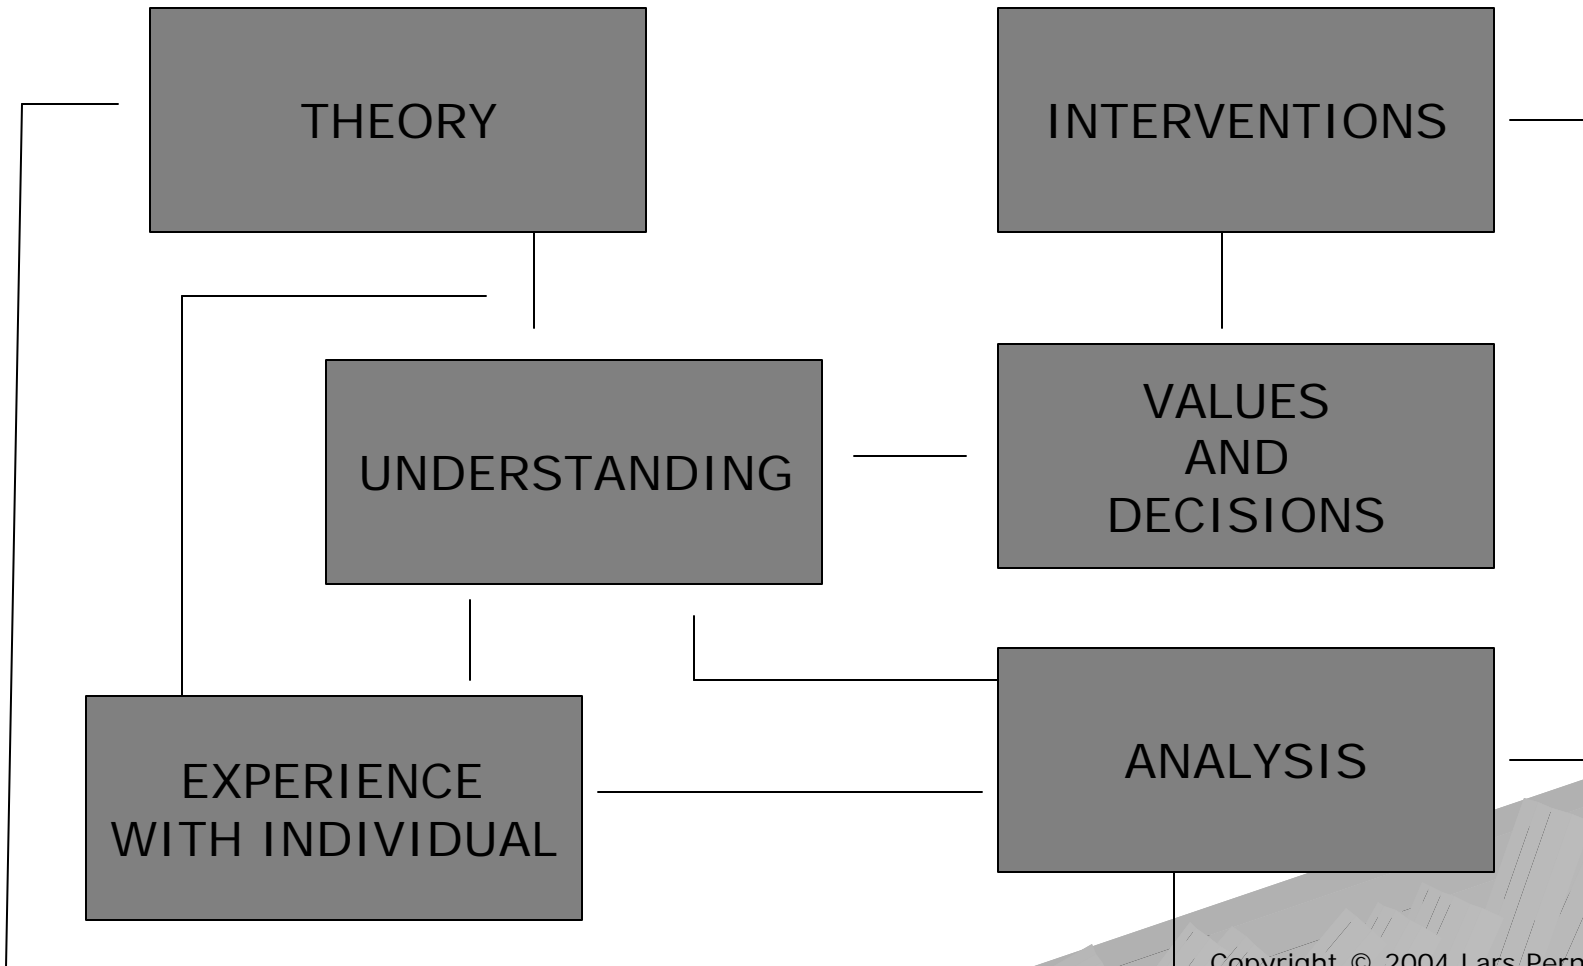 THEORY
INTERVENTIONS
UNDERSTANDING
VALUES
AND
DECISIONS
EXPERIENCE
WITH INDIVIDUAL
ANALYSIS
Copyright © 2004 Lars